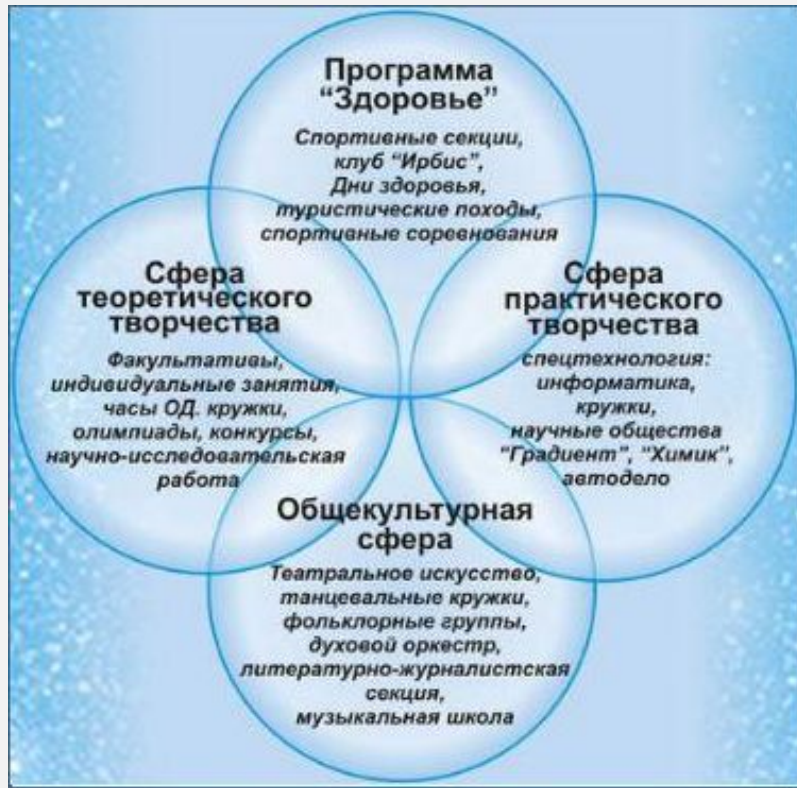 Программа
“Здоровье”
Спортивные секции,
клуб “Ирбис”,
Дни здоровья,
туристические походы,
спортивные соревнования
Сфера
теоретического
творчества
Факультативы,
индивидуальные занятия,
часы ОД. кружки,
олимпиады, конкурсы,
научно-исследовательская
работа
Сфера
практического
творчества
спецтехнология:
информатика,
кружки,
научные общества
“Градиент”, “Химик”,
автодело
Общекультурная
сфера
Театральное искусство,
танцевальные кружки,
фольклорные группы,
духовой оркестр,
литературно-журналистская
секция,
музыкальная школа